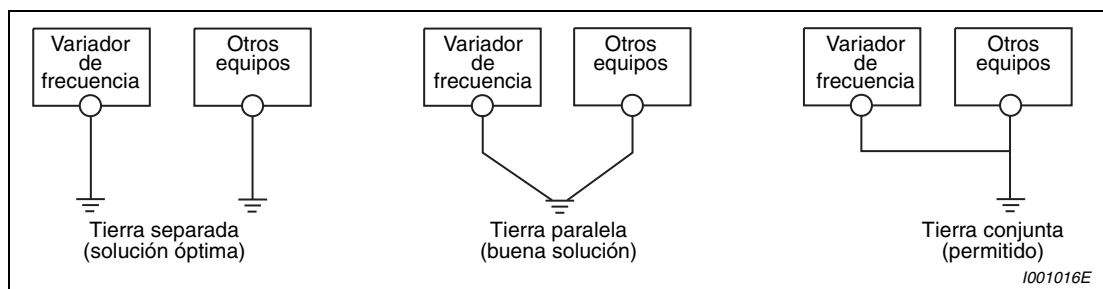 Variador
de
frecuencia
Otros
equipos
Tierra separada
(solución óptima)
Variador
de
frecuencia
Otros
equipos
Tierra paralela
(buena solución)
Variador
de
frecuencia
Otros
equipos
Tierra conjunta
(permitido)
I001016E